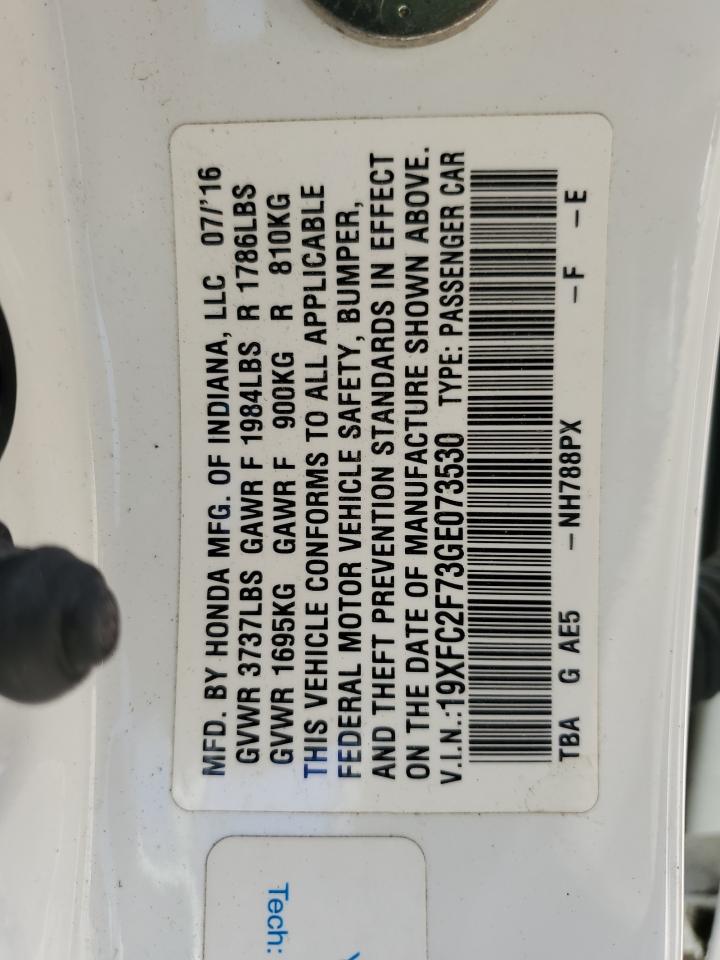 MFD. BY HONDA MFG. OF INDIANA, LLC 07/'16
GVWR 3737LBS GAWR F 1984LBS R 1786LBS
GVWR 1695KG GAWR F 900KG R 810KG
THIS VEHICLE CONFORMS TO ALL APPLICABLE
FEDERAL MOTOR VEHICLE SAFETY, BUMPER,
AND THEFT PREVENTION STANDARDS IN EFFECT
ON THE DATE OF MANUFACTURE SHOWN ABOVE.
V.I.N.:19XFC2F73GE073530 TYPE: PASSENGER CAR
TBA G AE5 -NH788PX -F -E
Tech: